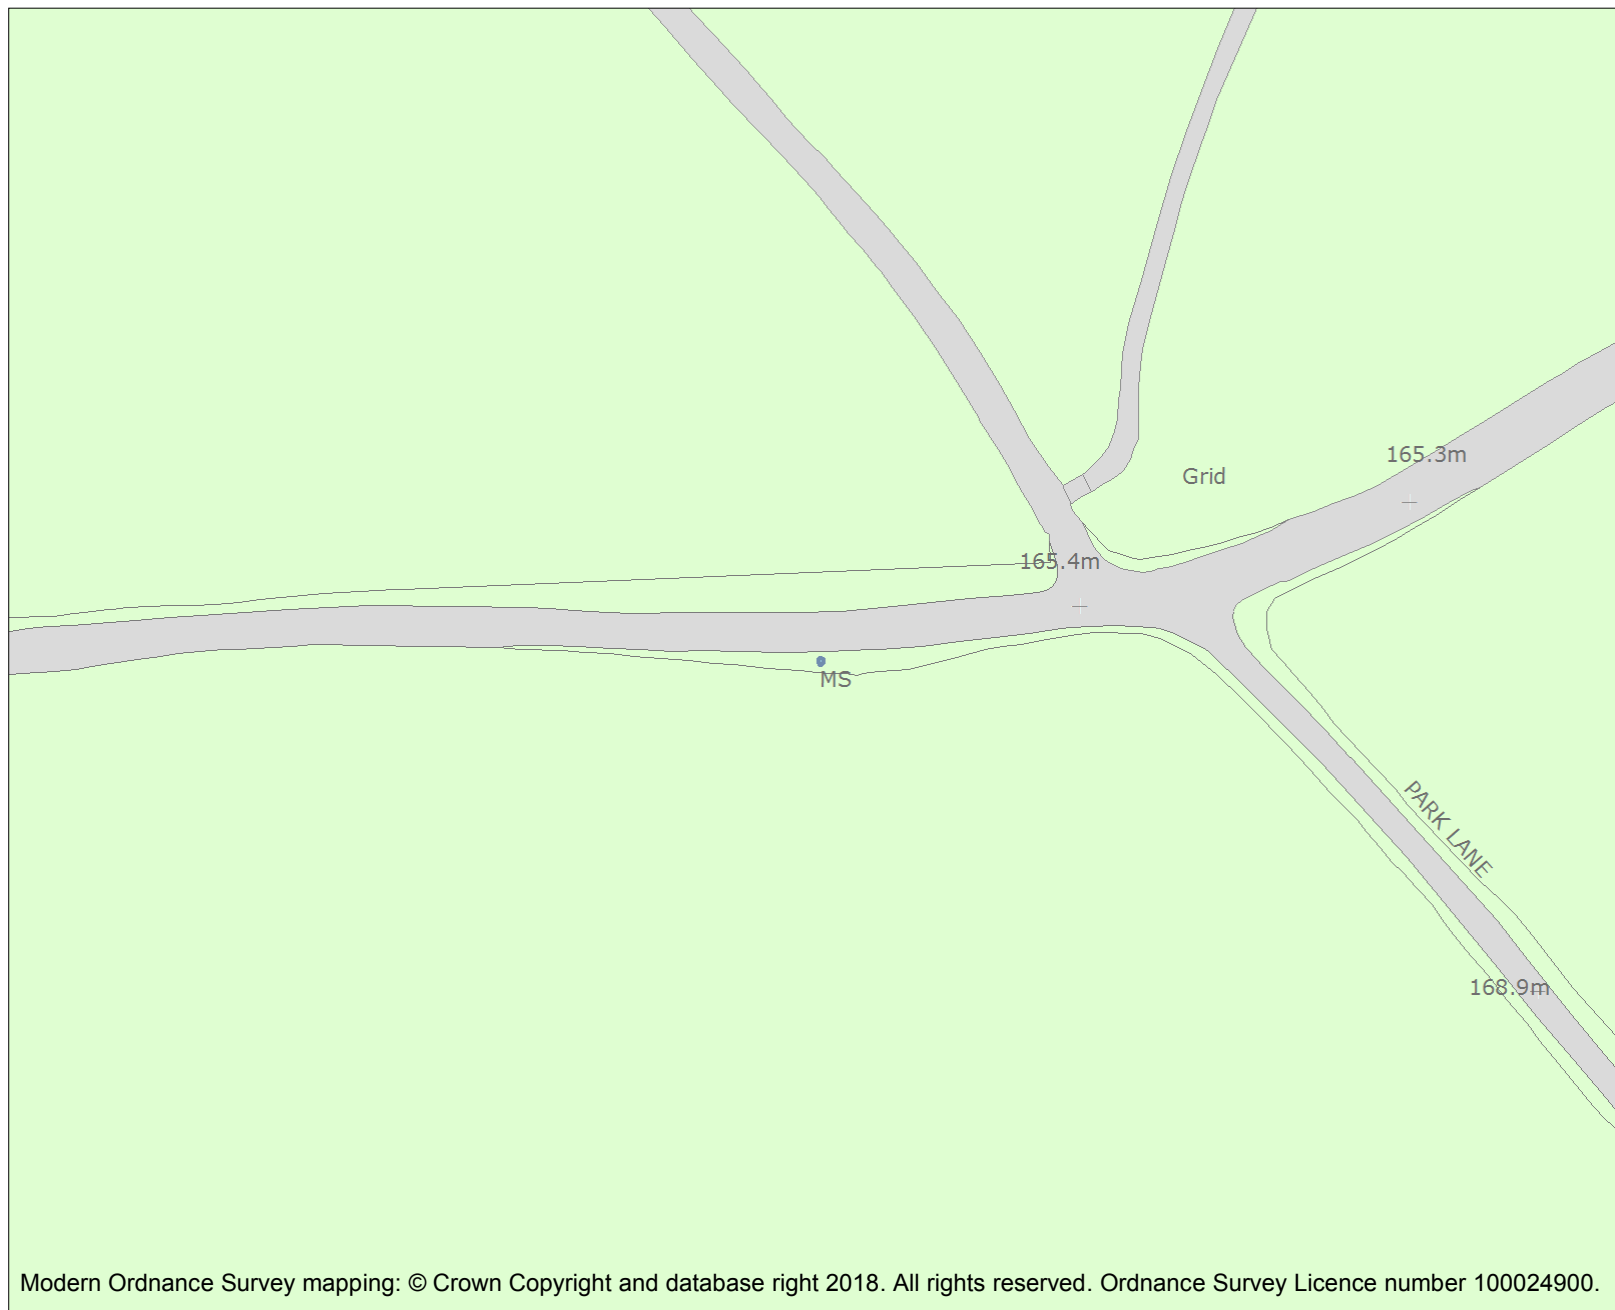 165.3m
Grid
165.4m
MS
PARK LANE
168.9m
Modern Ordnance Survey mapping: © Crown Copyright and database right 2018. All rights reserved. Ordnance Survey Licence number 100024900.